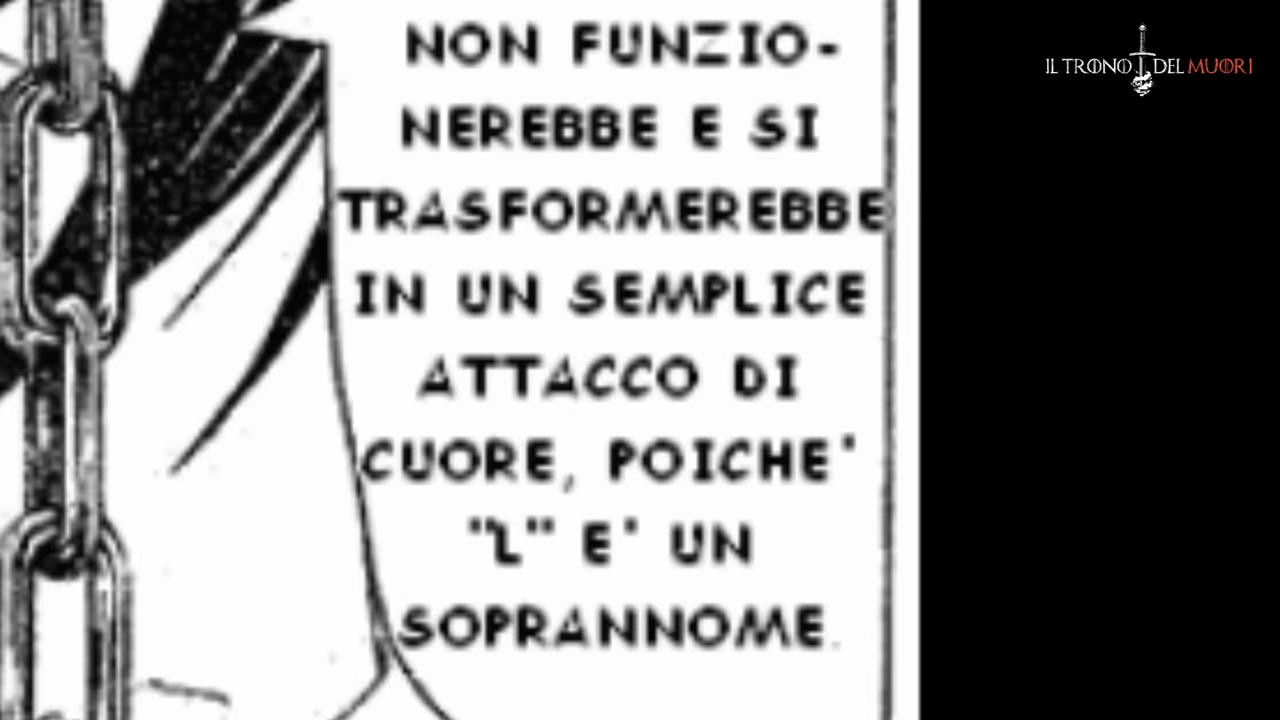 NON FUNZIO-
NEREBBE E SI
TRASFORMEREBBE
IN UN SEMPLICE
ATTACCO DI
CUORE, POICHE'
"L" E' UN
SOPRANNOME.
IL TRONO DEL MUORI